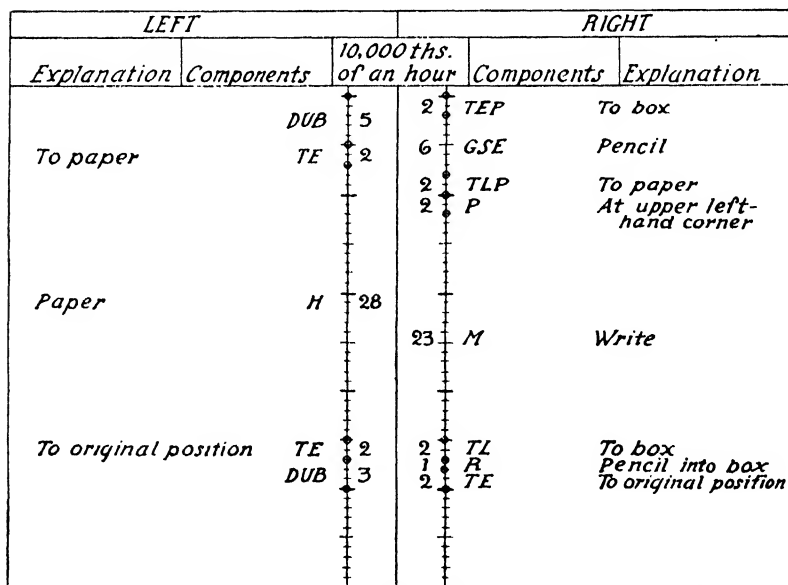 LEFT RIGHT
Explanation Components 10,000 ths. of an hour Components Explanation
2 TEP To box
DUB 5
6 GSE Pencil
To paper TE 2
2 TLP To paper
2 P At upper left-
hand corner
Paper H 28
23 M Write
To original position TE 2 2 TL To box
1 R Pencil into box
DUB 3
2 TE To original position